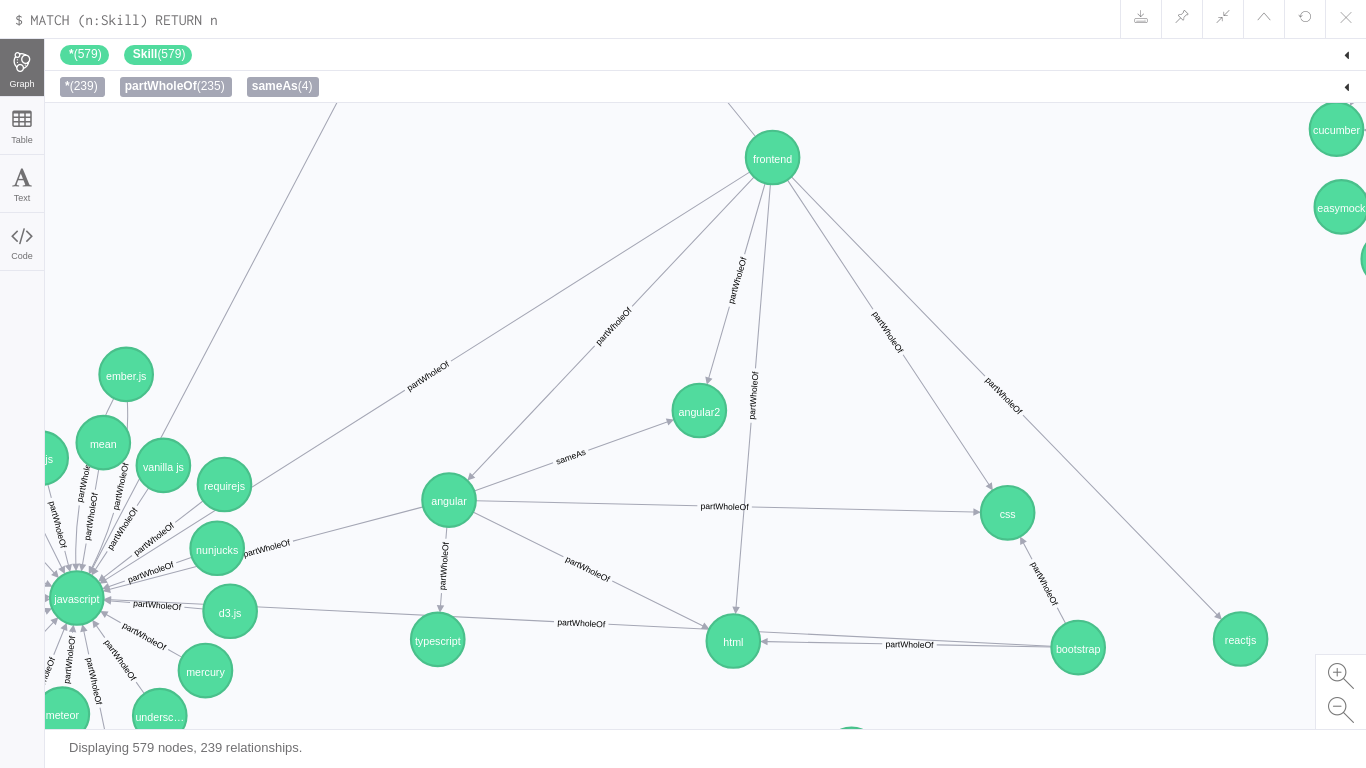 $ MATCH (n:Skill) RETURN n
*(579) Skill(579)
*(239) partWholeOf(235) sameAs(4)
Graph
Table
Text
Code
frontend
cucumber
easymock
partWholeOf
partWholeOf
partWholeOf
partWholeOf
partWholeOf
partWholeOf
ember.js
angular2
mean
js
vanilla js
requirejs
sameAs
angular
partWholeOf
css
partWhole
partWholeOf
partWholeOf
partWholeOf
partWholeOf
partWholeOf
nunjucks
partWholeOf
partWholeOf
partWholeOf
partWholeOf
partWholeOf
javascript
partWholeOf
d3.js
partWholeOf
partWholeOf
typescript
html
partWholeOf
bootstrap
reactjs
partWholeOf
partWholeOf
partWholeOf
partWholeOf
mercury
meteor
undersc...
Displaying 579 nodes, 239 relationships.